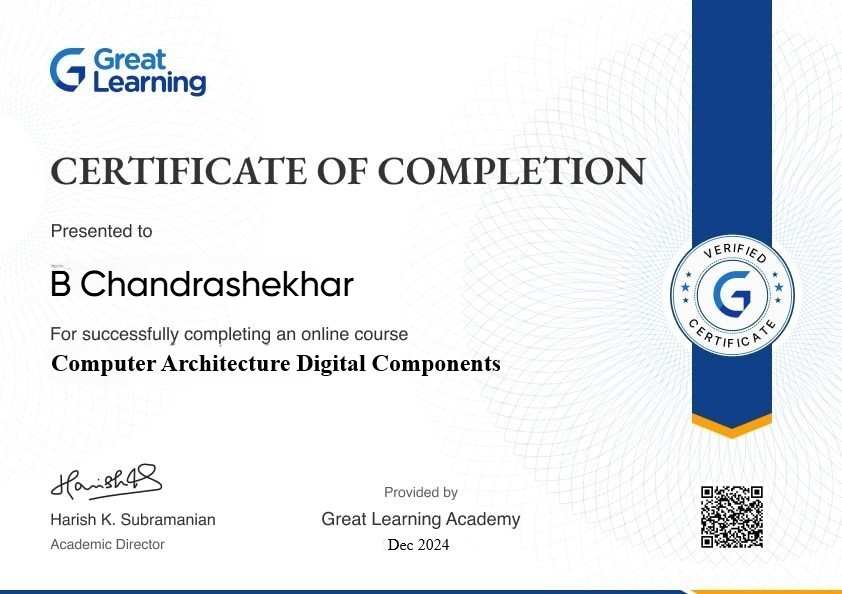 Great
Learning
CERTIFICATE OF COMPLETION
Presented to
B Chandrashekhar
For successfully completing an online course
Computer Architecture Digital Components
VERIFIED
CERTIFICATE
Harish K. Subramanian
Academic Director
Provided by
Great Learning Academy
Dec 2024